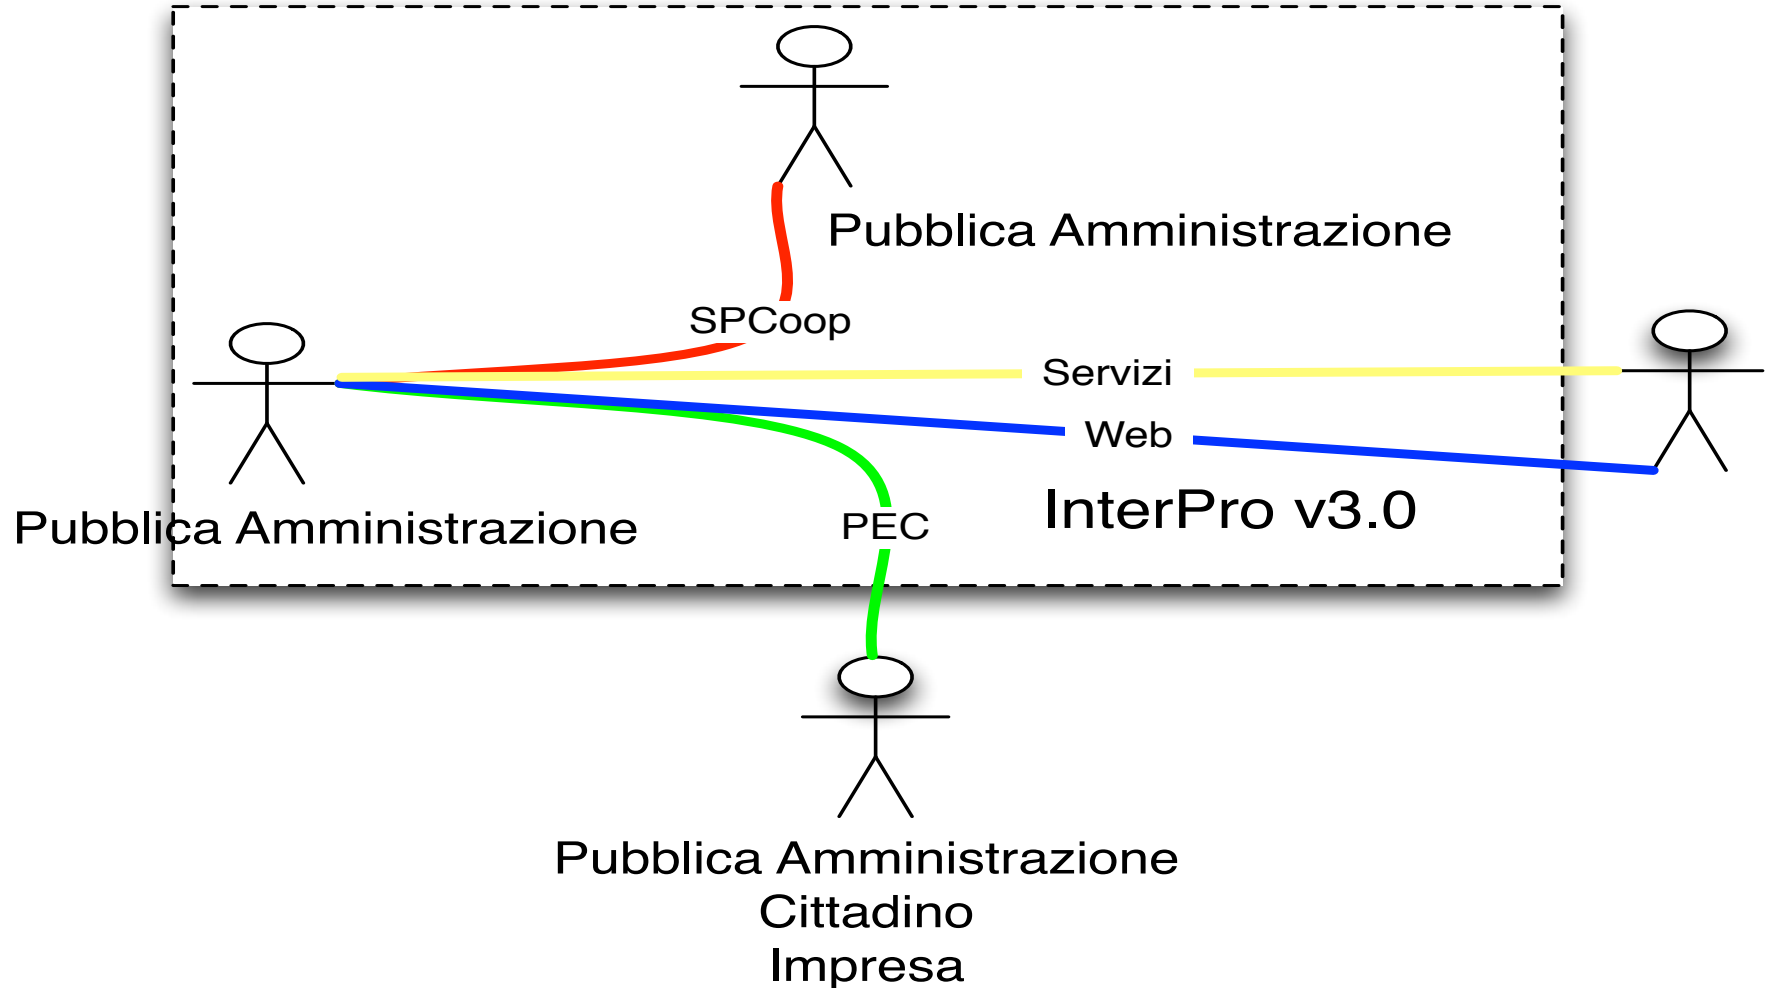 Pubblica Amministrazione
SPCoop
Servizi
Web
InterPro v3.0
Pubblica Amministrazione
PEC
Pubblica Amministrazione
Cittadino
Impresa